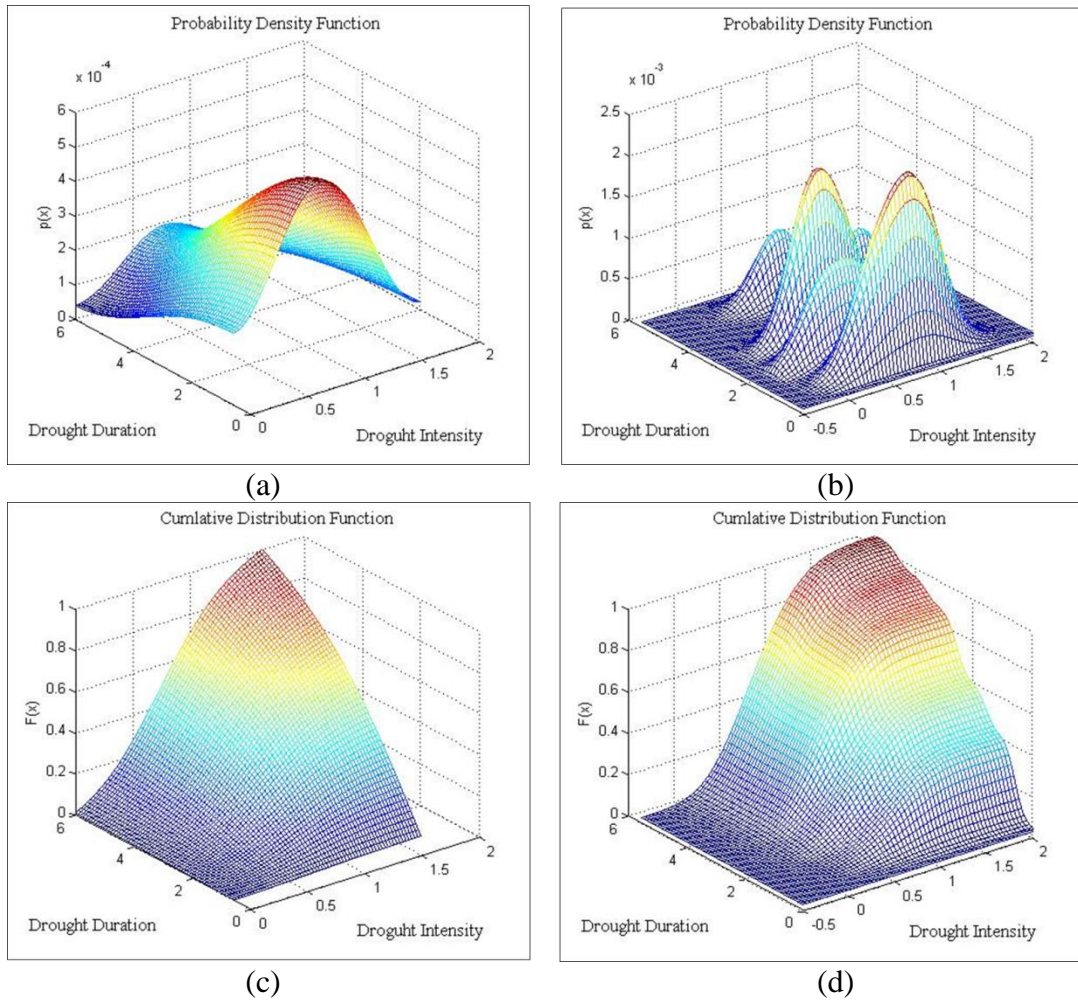 Probability Density Function
x 10⁻⁴
6
5
4
3
2
1
0
p(x)
6
4
2
0
0
0.5
1
1.5
2
Drought Duration
Droguht Intensity
(a)
Probability Density Function
x 10⁻³
2.5
2
1.5
1
0.5
0
p(x)
6
4
2
0
-0.5
0
0.5
1
1.5
2
Drought Duration
Drought Intensity
(b)
Cumlative Distribution Function
1
0.8
0.6
0.4
0.2
0
F(x)
6
4
2
0
0
0.5
1
1.5
2
Drought Duration
Droguht Intensity
(c)
Cumlative Distribution Function
1
0.8
0.6
0.4
0.2
0
F(x)
6
4
2
0
-0.5
0
0.5
1
1.5
2
Drought Duration
Drought Intensity
(d)